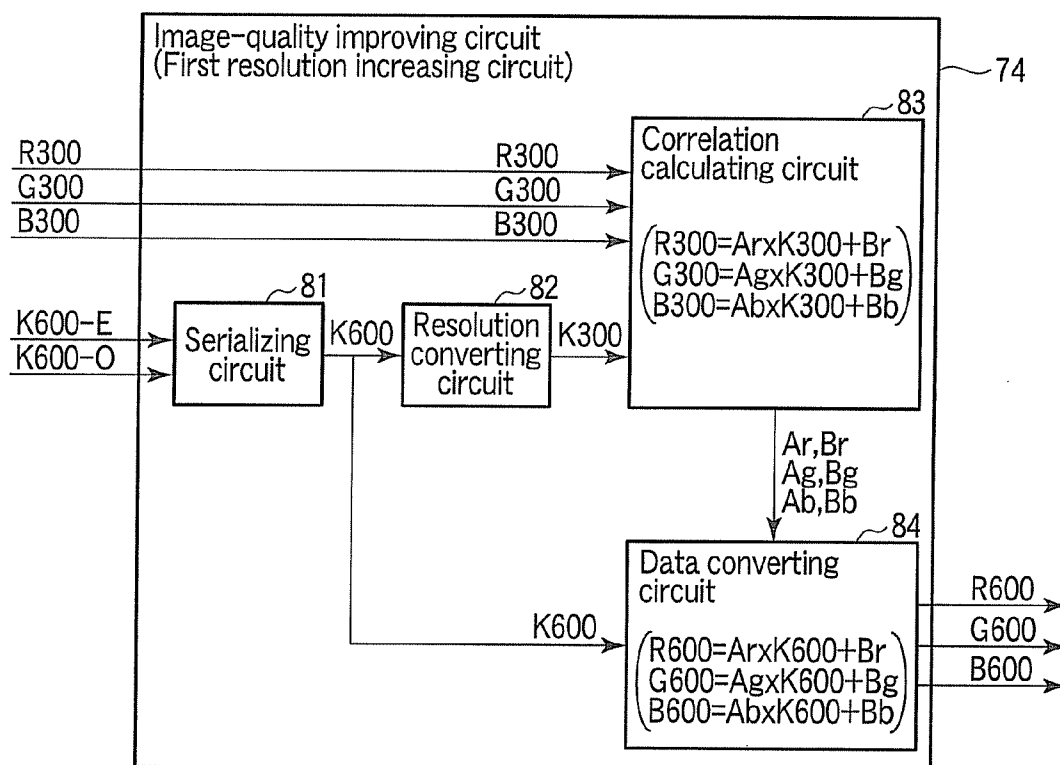 Image-quality improving circuit
(First resolution increasing circuit)
74
83
Correlation
calculating circuit
R300
R300
G300
G300
B300
B300
R300=ArxK300+Br
G300=AgxK300+Bg
B300=AbxK300+Bb
81
82
K600-E
K600-O
Serializing
circuit
K600
Resolution
converting
circuit
K300
Ar,Br
Ag,Bg
Ab,Bb
84
Data converting
circuit
K600
R600=ArxK600+Br
G600=AgxK600+Bg
B600=AbxK600+Bb
R600
G600
B600